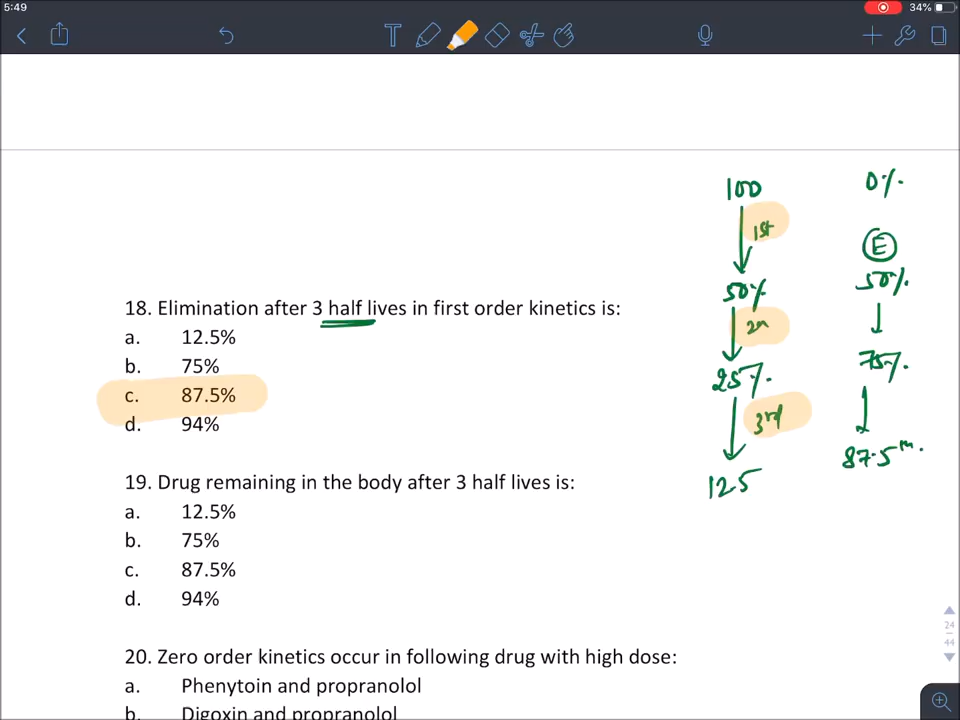 5:49
34%
T
100
0%
1st
E
50%
50%
18. Elimination after 3 half lives in first order kinetics is:
a. 12.5%
2n
b. 75%
75%
25%
c. 87.5%
3rd
d. 94%
87.5
12.5
19. Drug remaining in the body after 3 half lives is:
a. 12.5%
b. 75%
c. 87.5%
d. 94%
24
44
20. Zero order kinetics occur in following drug with high dose:
a. Phenytoin and propranolol
b. Digoxin and propranolol